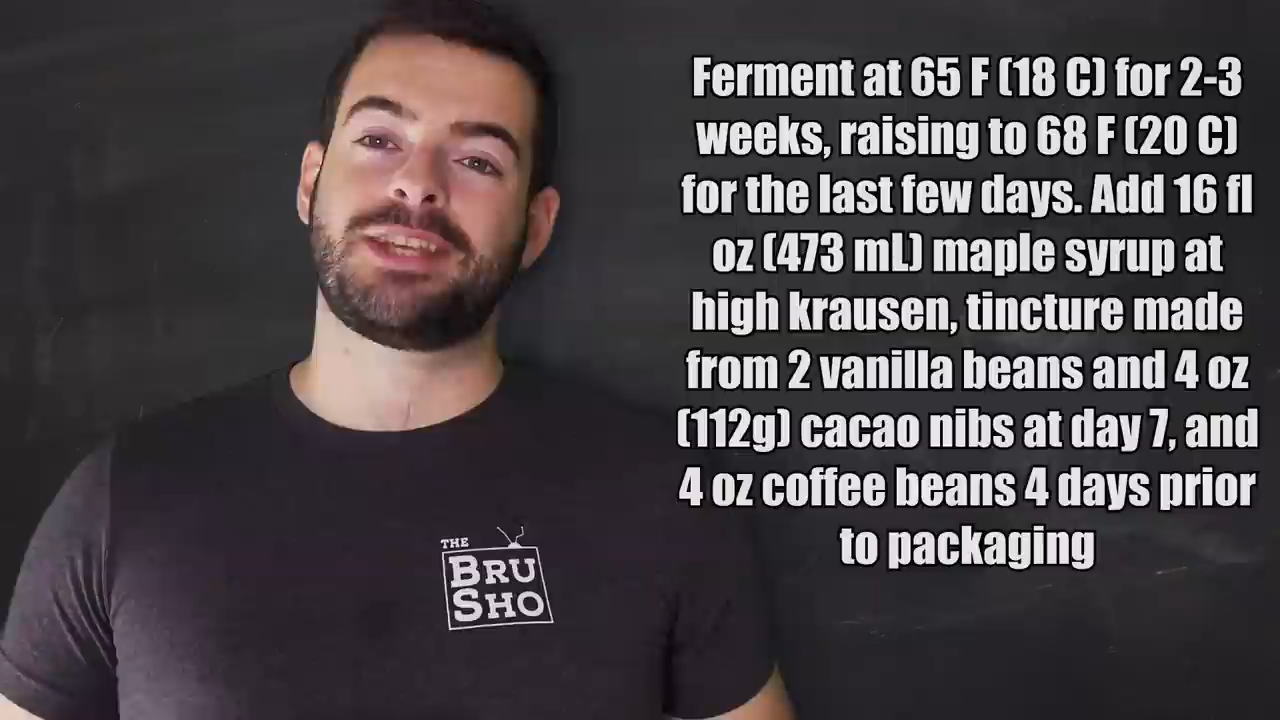 Ferment at 65 F (18 C) for 2-3
weeks, raising to 68 F (20 C)
for the last few days. Add 16 fl
oz (473 mL) maple syrup at
high krausen, tincture made
from 2 vanilla beans and 4 oz
(112g) cacao nibs at day 7, and
4 oz coffee beans 4 days prior
to packaging
THE
BRU
SHO